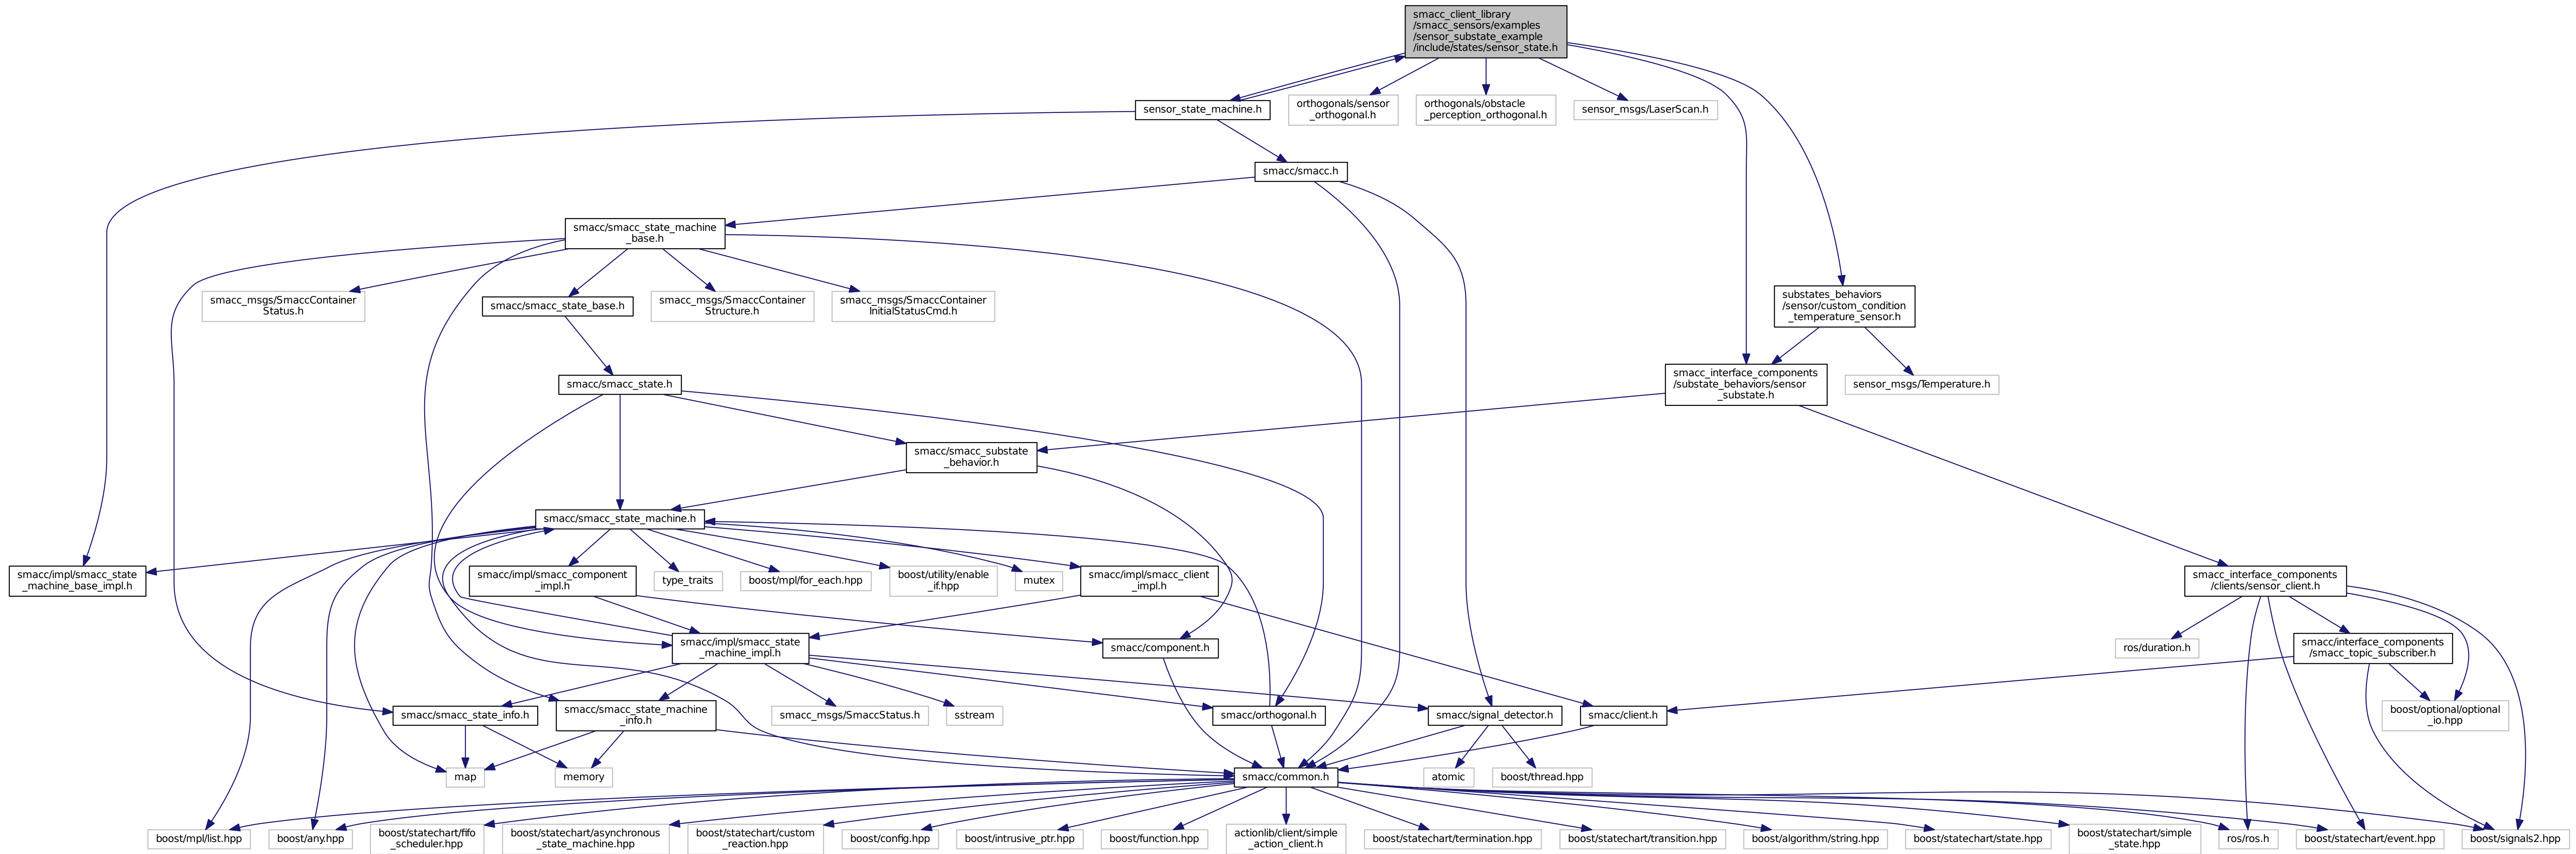 smacc_client_library
/smacc_sensors/examples
/sensor_substate_example
/include/states/sensor_state.h
sensor_state_machine.h
orthogonals/sensor
_orthogonal.h
orthogonals/obstacle
_perception_orthogonal.h
sensor_msgs/LaserScan.h
smacc/smacc.h
smacc/smacc_state_machine
_base.h
smacc_msgs/SmaccContainer
Status.h
smacc/smacc_state_base.h
smacc_msgs/SmaccContainer
Structure.h
smacc_msgs/SmaccContainer
InitialStatusCmd.h
substates_behaviors
/sensor/custom_condition
_temperature_sensor.h
smacc/smacc_state.h
smacc_interface_components
/substate_behaviors/sensor
_substate.h
sensor_msgs/Temperature.h
smacc/smacc_substate
_behavior.h
smacc/smacc_state_machine.h
smacc/impl/smacc_state
_machine_base_impl.h
smacc/impl/smacc_component
_impl.h
type_traits
boost/mpl/for_each.hpp
boost/utility/enable
_if.hpp
mutex
smacc/impl/smacc_client
_impl.h
smacc_interface_components
/clients/sensor_client.h
smacc/impl/smacc_state
_machine_impl.h
smacc/component.h
ros/duration.h
smacc/interface_components
/smacc_topic_subscriber.h
smacc/smacc_state_info.h
smacc/smacc_state_machine
_info.h
smacc_msgs/SmaccStatus.h
sstream
smacc/orthogonal.h
smacc/signal_detector.h
smacc/client.h
boost/optional/optional
_io.hpp
map
memory
smacc/common.h
atomic
boost/thread.hpp
boost/mpl/list.hpp
boost/any.hpp
boost/statechart/fifo
_scheduler.hpp
boost/statechart/asynchronous
_state_machine.hpp
boost/statechart/custom
_reaction.hpp
boost/config.hpp
boost/intrusive_ptr.hpp
boost/function.hpp
actionlib/client/simple
_action_client.h
boost/statechart/termination.hpp
boost/statechart/transition.hpp
boost/algorithm/string.hpp
boost/statechart/state.hpp
boost/statechart/simple
_state.hpp
ros/ros.h
boost/statechart/event.hpp
boost/signals2.hpp